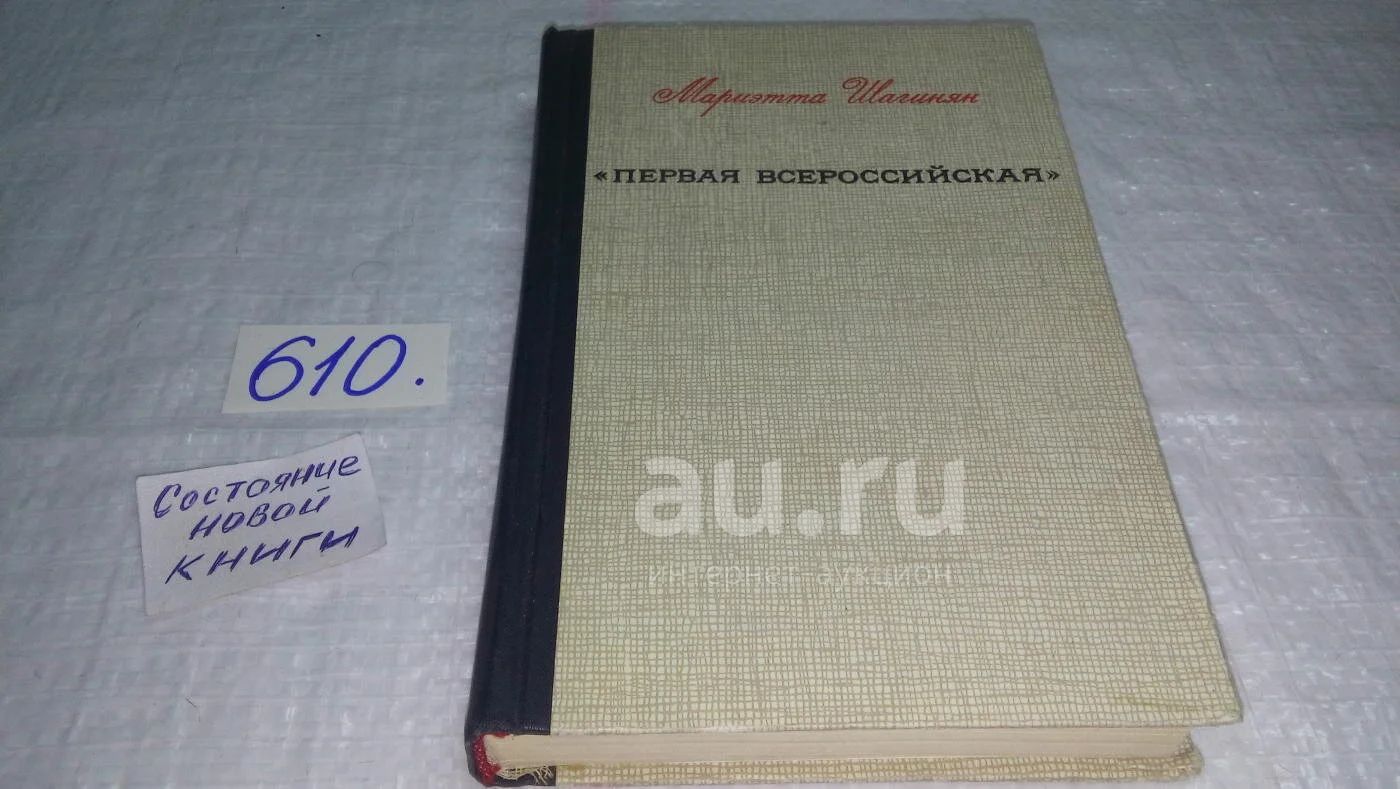 Мариэтта Шагинян
«ПЕРВАЯ ВСЕРОССИЙСКАЯ»
610.
Состояние
новой
книги
au.ru
интернет аукцион